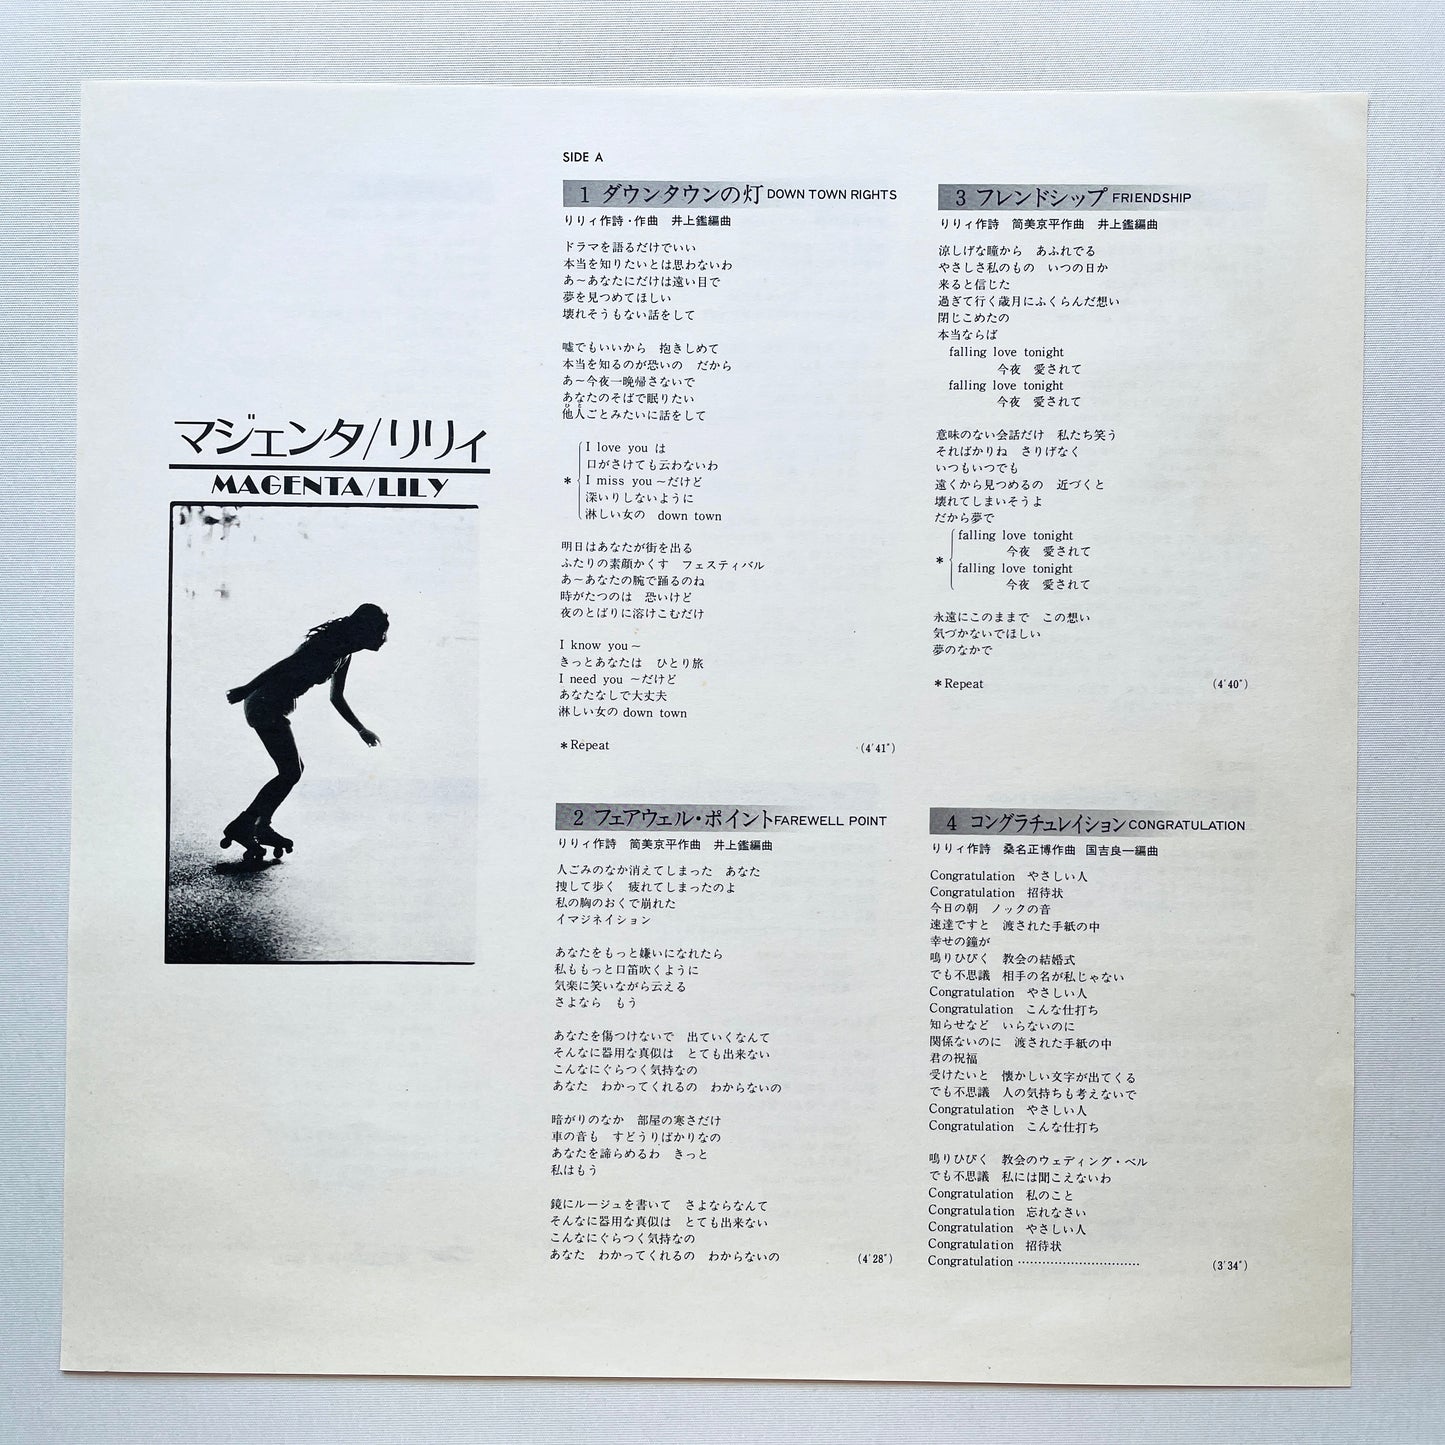 マジェンタ/りりィ
MAGENTA/LILY
SIDE A
1 ダウンタウンの灯 DOWN TOWN RIGHTS
りりィ作詩・作曲 井上鑑編曲
ドラマを語るだけでいい
本当を知りたいとは思わないわ
あ〜あなたにだけは遠い目で
夢を見つめてほしい
壊れそうもない話をして
嘘でもいいから 抱きしめて
本当を知るのが恐いの だから
あ〜今夜一晩帰さないで
あなたのそばで眠りたい
他人ごとみたいに話をして
I love you は
口がさけても云わないわ
* I miss you〜だけど
深いりしないように
淋しい女の down town
明日はあなたが街を出る
ふたりの素顔かくす フェスティバル
あ〜あなたの腕で踊るのね
時がたつのは 恐いけど
夜のとばりに溶けこむだけ
I know you〜
きっとあなたは ひとり旅
I need you 〜だけど
あなたなしで大丈夫
淋しい女の down town
*Repeat (4'41")
2 フェアウェル・ポイント FAREWELL POINT
りりィ作詩 筒美京平作曲 井上鑑編曲
人ごみのなか消えてしまった あなた
捜して歩く 疲れてしまったのよ
私の胸のおくで崩れた
イマジネイション
あなたをもっと嫌いになれたら
私ももっと口笛吹くように
気楽に笑いながら云える
さよなら もう
あなたを傷つけないで 出ていくなんて
そんなに器用な真似は とても出来ない
こんなにぐらつく気持なの
あなた わかってくれるの わからないの
暗がりのなか 部屋の寒さだけ
車の音も すどうりばかりなの
あなたを諦らめるわ きっと
私はもう
鏡にルージュを書いて さよならなんて
そんなに器用な真似は とても出来ない
こんなにぐらつく気持なの
あなた わかってくれるの わからないの (4'28")
3 フレンドシップ FRIENDSHIP
りりィ作詩 筒美京平作曲 井上鑑編曲
涼しげな瞳から あふれでる
やさしさ私のもの いつの日か
来ると信じた
過ぎて行く歳月にふくらんだ想い
閉じこめたの
本当ならば
falling love tonight
今夜 愛されて
falling love tonight
今夜 愛されて
意味のない会話だけ 私たち笑う
そればかりね さりげなく
いつもいつでも
遠くから見つめるの 近づくと
壊れてしまいそうよ
だから夢で
falling love tonight
* 今夜 愛されて
falling love tonight
今夜 愛されて
永遠にこのままで この想い
気づかないでほしい
夢のなかで
*Repeat (4'40")
4 コングラチュレイション CONGRATULATION
りりィ作詩 桑名正博作曲 国吉良一編曲
Congratulation やさしい人
Congratulation 招待状
今日の朝 ノックの音
速達ですと 渡された手紙の中
幸せの鐘が
鳴りひびく 教会の結婚式
でも不思議 相手の名が私じゃない
Congratulation やさしい人
Congratulation こんな仕打ち
知らせなど いらないのに
関係ないのに 渡された手紙の中
君の祝福
受けたいと 懐かしい文字が出てくる
でも不思議 人の気持ちも考えないで
Congratulation やさしい人
Congratulation こんな仕打ち
鳴りひびく 教会のウェディング・ベル
でも不思議 私には聞こえないわ
Congratulation 私のこと
Congratulation 忘れなさい
Congratulation やさしい人
Congratulation 招待状
Congratulation ………………………… (3'34")